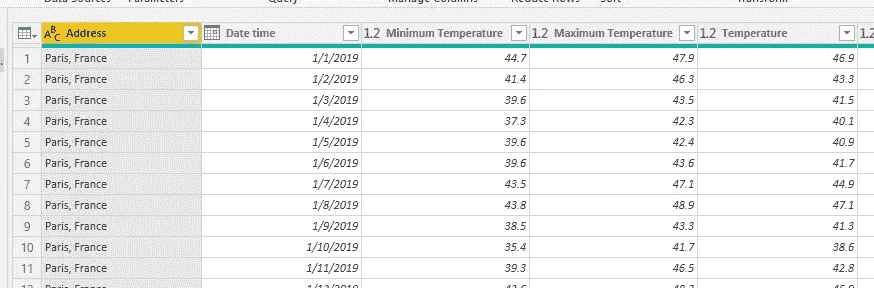 Data Sources Parameters Query Manage Columns Reduce Rows Sort Transform
ABC Address Date time 1.2 Minimum Temperature 1.2 Maximum Temperature 1.2 Temperature 1.2
1 Paris, France 1/1/2019 44.7 47.9 46.9
2 Paris, France 1/2/2019 41.4 46.3 43.3
3 Paris, France 1/3/2019 39.6 43.5 41.5
4 Paris, France 1/4/2019 37.3 42.3 40.1
5 Paris, France 1/5/2019 39.6 42.4 40.9
6 Paris, France 1/6/2019 39.6 43.6 41.7
7 Paris, France 1/7/2019 43.5 47.1 44.9
8 Paris, France 1/8/2019 43.8 48.9 47.1
9 Paris, France 1/9/2019 38.5 43.3 41.3
10 Paris, France 1/10/2019 35.4 41.7 38.6
11 Paris, France 1/11/2019 39.3 46.5 42.8
12 Paris, France 1/12/2019